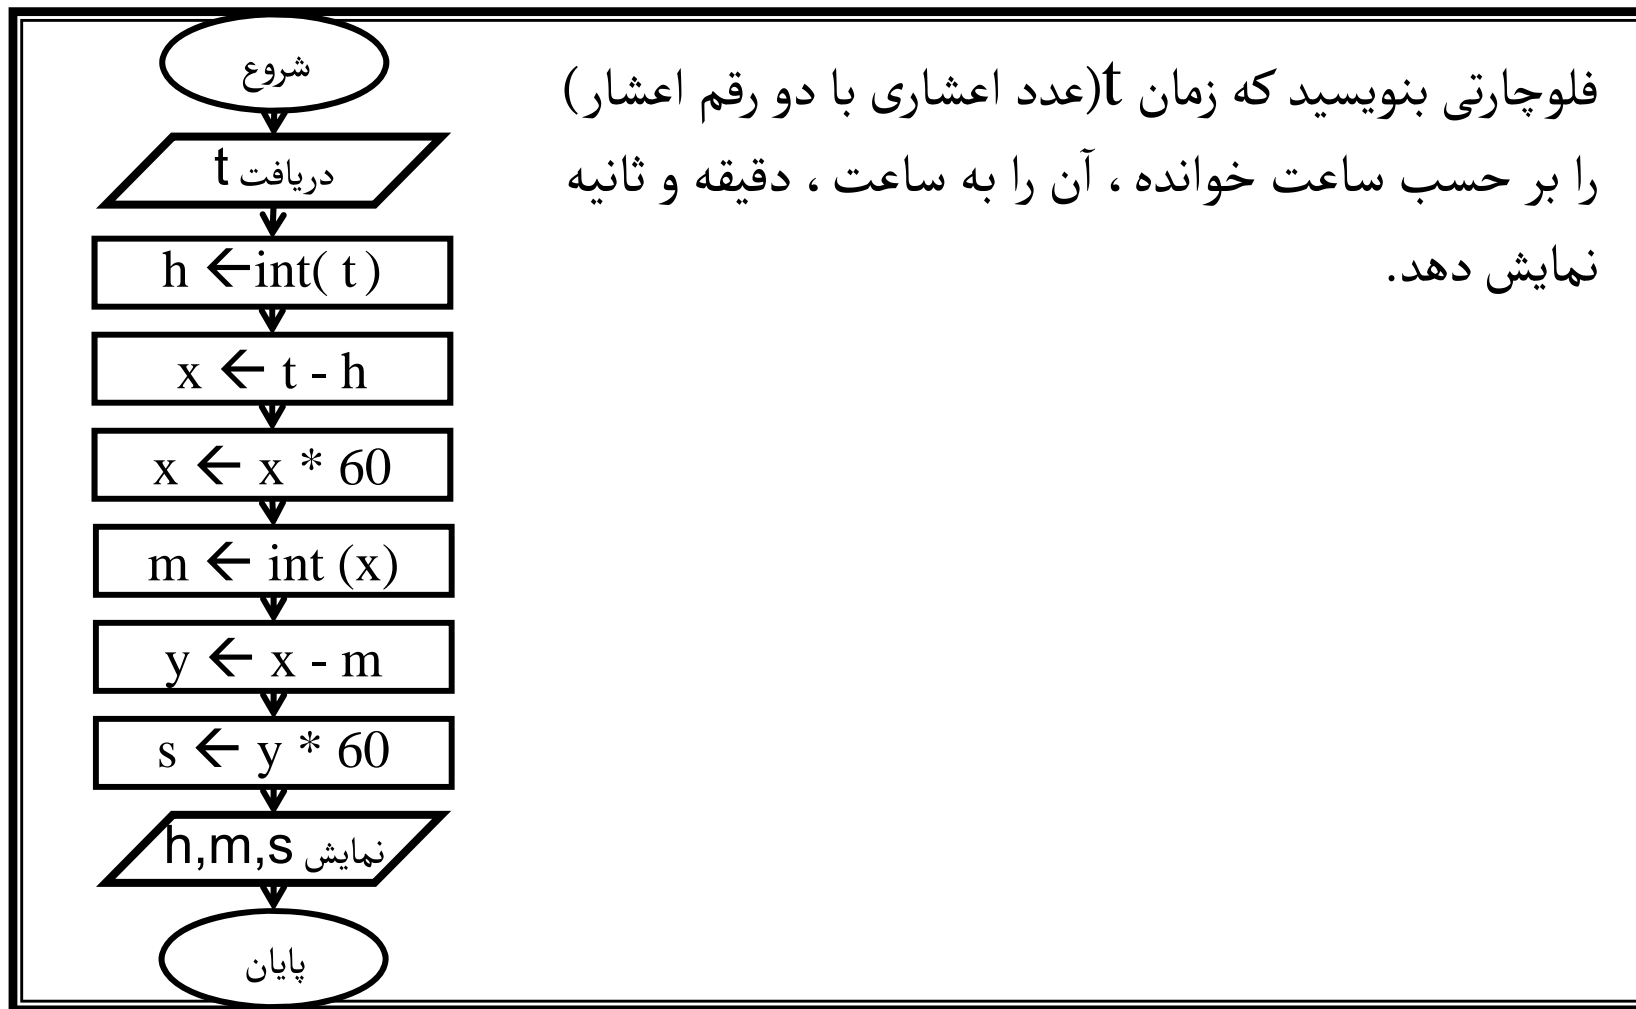 فلوچارتی بنویسید که زمان t(عدد اعشاری با دو رقم اعشار)
را بر حسب ساعت خوانده ، آن را به ساعت ، دقیقه و ثانیه
نمایش دهد.
شروع
دریافت t
h ←int( t )
x ← t - h
x ← x * 60
m ← int (x)
y ← x - m
s ← y * 60
نمایش h,m,s
پایان